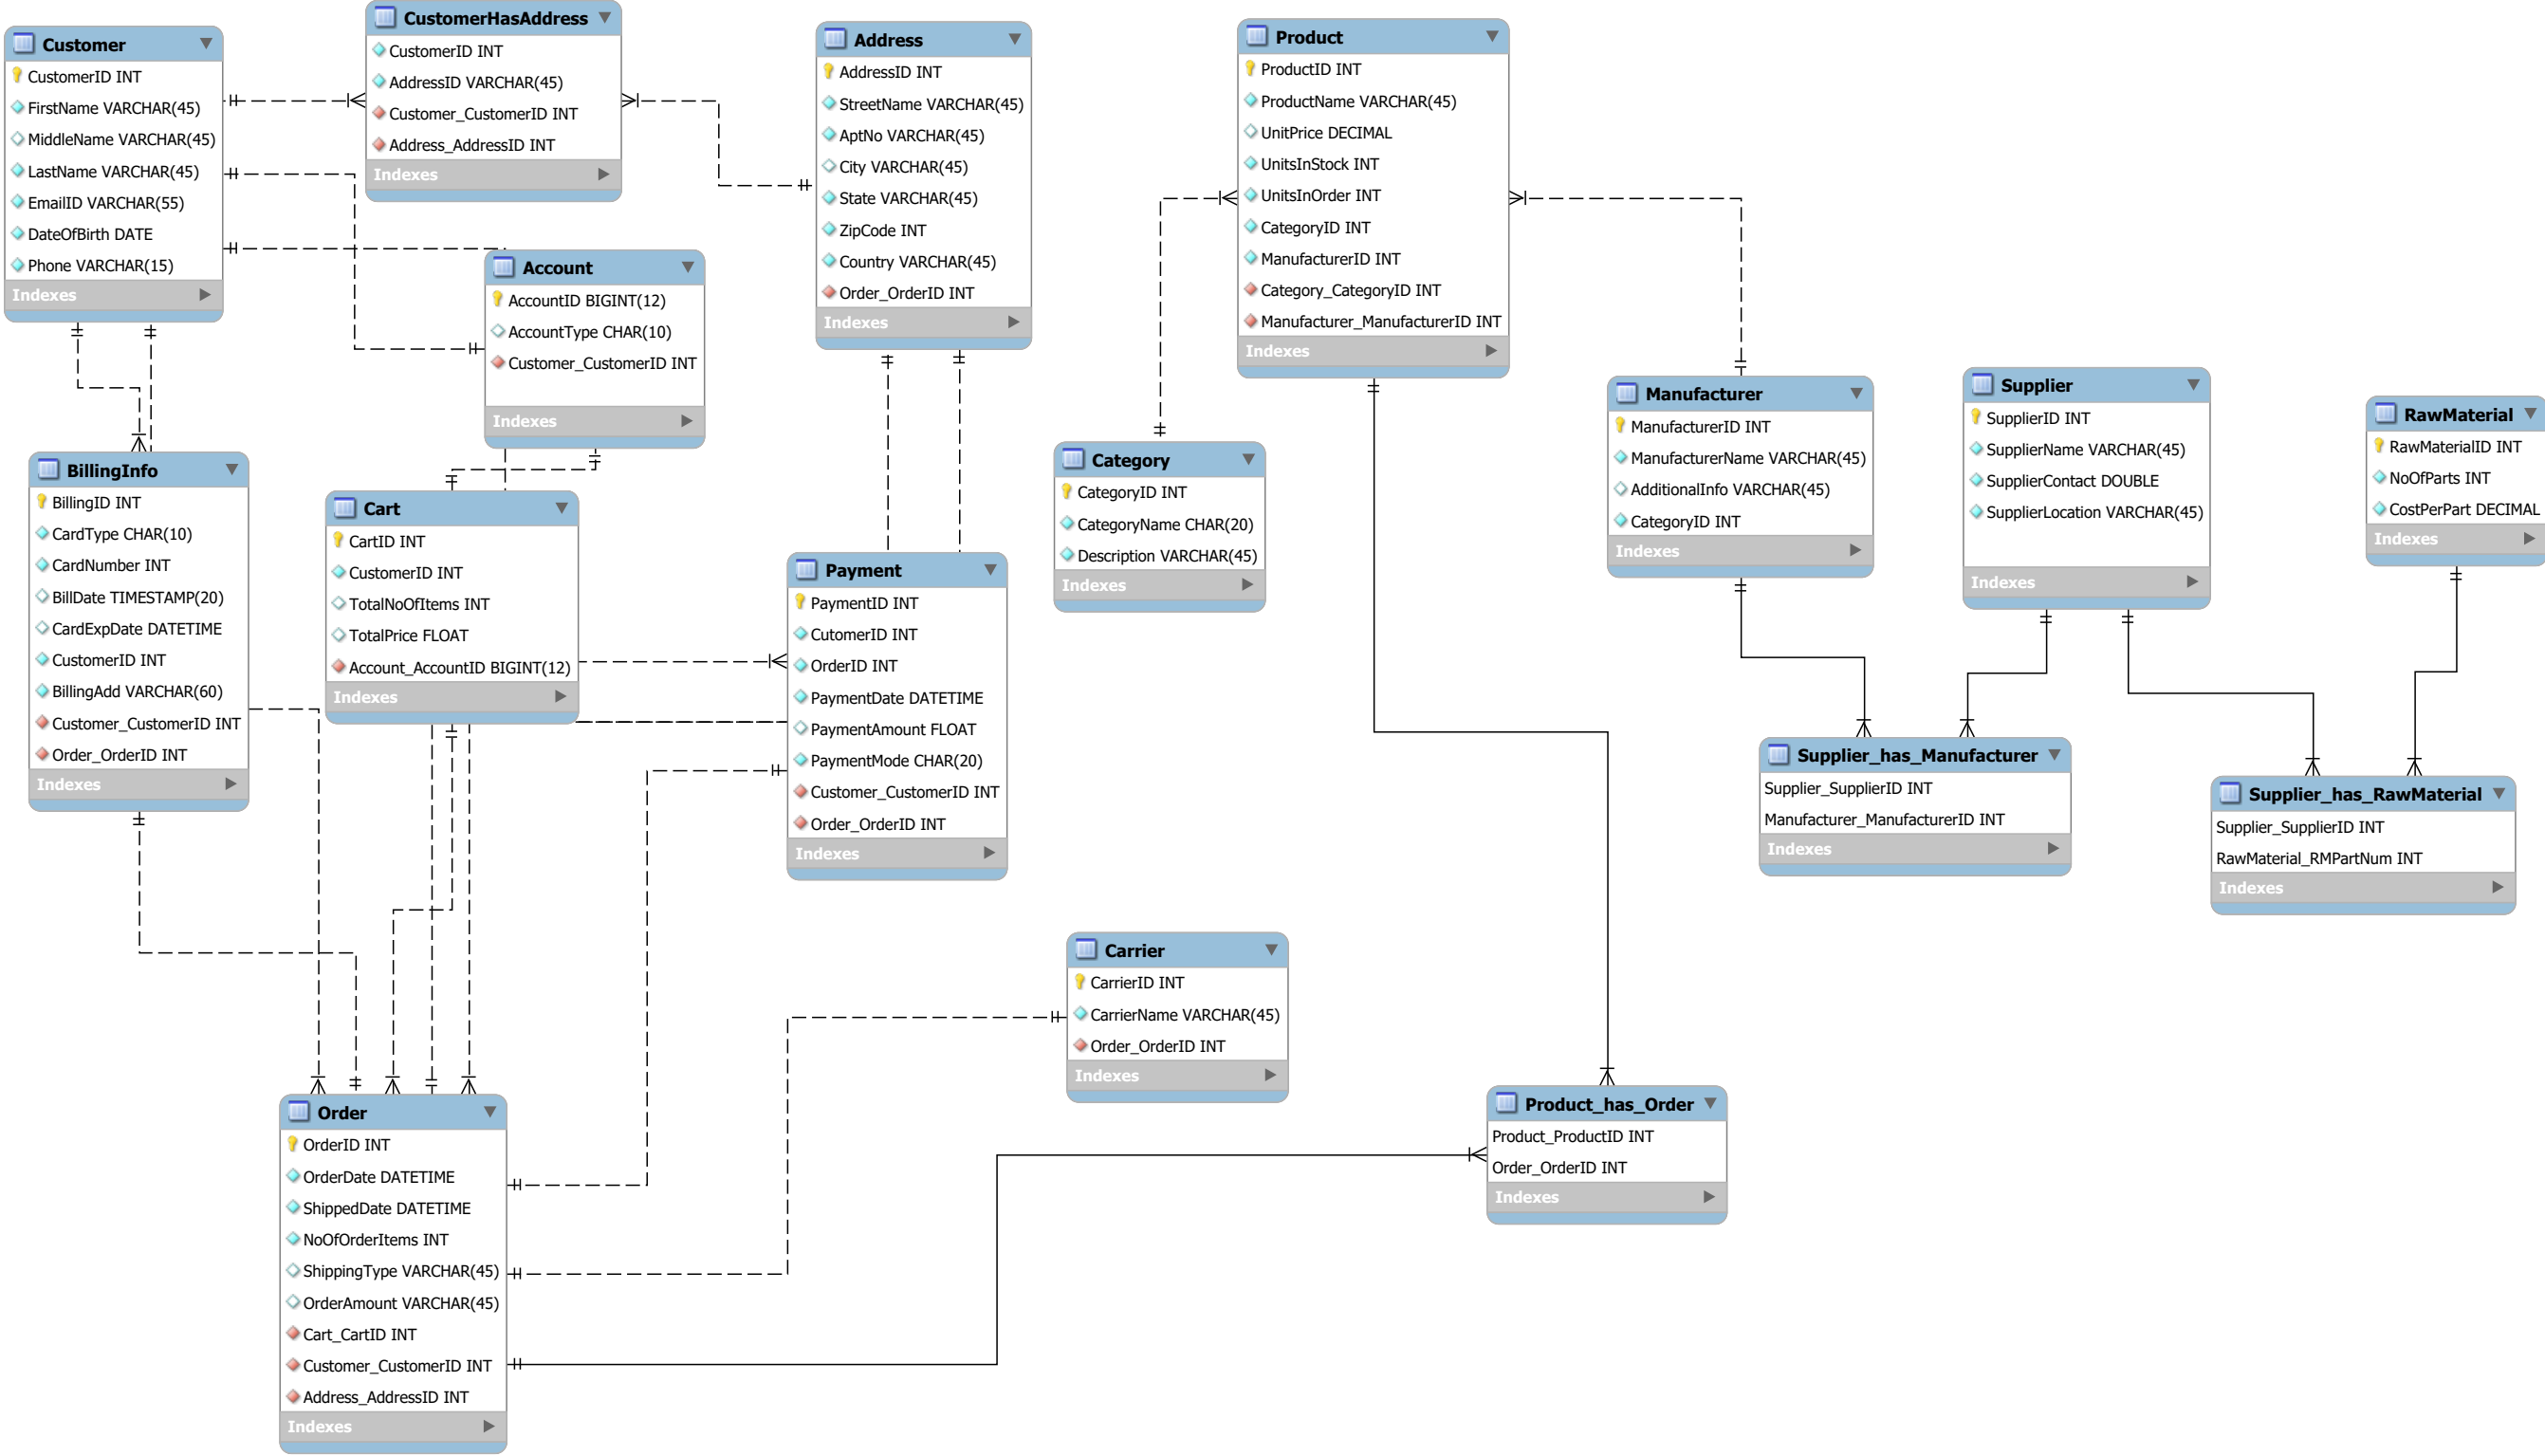 Customer
CustomerID INT
FirstName VARCHAR(45)
MiddleName VARCHAR(45)
LastName VARCHAR(45)
EmailID VARCHAR(55)
DateOfBirth DATE
Phone VARCHAR(15)
Indexes
CustomerHasAddress
CustomerID INT
AddressID VARCHAR(45)
Customer_CustomerID INT
Address_AddressID INT
Indexes
Address
AddressID INT
StreetName VARCHAR(45)
AptNo VARCHAR(45)
City VARCHAR(45)
State VARCHAR(45)
ZipCode INT
Country VARCHAR(45)
Order_OrderID INT
Indexes
Product
ProductID INT
ProductName VARCHAR(45)
UnitPrice DECIMAL
UnitsInStock INT
UnitsInOrder INT
CategoryID INT
ManufacturerID INT
Category_CategoryID INT
Manufacturer_ManufacturerID INT
Indexes
Account
AccountID BIGINT(12)
AccountType CHAR(10)
Customer_CustomerID INT
Indexes
Manufacturer
ManufacturerID INT
ManufacturerName VARCHAR(45)
AdditionalInfo VARCHAR(45)
CategoryID INT
Indexes
Supplier
SupplierID INT
SupplierName VARCHAR(45)
SupplierContact DOUBLE
SupplierLocation VARCHAR(45)
Indexes
RawMaterial
RawMaterialID INT
NoOfParts INT
CostPerPart DECIMAL
Indexes
BillingInfo
BillingID INT
CardType CHAR(10)
CardNumber INT
BillDate TIMESTAMP(20)
CardExpDate DATETIME
CustomerID INT
BillingAdd VARCHAR(60)
Customer_CustomerID INT
Order_OrderID INT
Indexes
Cart
CartID INT
CustomerID INT
TotalNoOfItems INT
TotalPrice FLOAT
Account_AccountID BIGINT(12)
Indexes
Payment
PaymentID INT
CutomerID INT
OrderID INT
PaymentDate DATETIME
PaymentAmount FLOAT
PaymentMode CHAR(20)
Customer_CustomerID INT
Order_OrderID INT
Indexes
Category
CategoryID INT
CategoryName CHAR(20)
Description VARCHAR(45)
Indexes
Supplier_has_Manufacturer
Supplier_SupplierID INT
Manufacturer_ManufacturerID INT
Indexes
Supplier_has_RawMaterial
Supplier_SupplierID INT
RawMaterial_RMPartNum INT
Indexes
Carrier
CarrierID INT
CarrierName VARCHAR(45)
Order_OrderID INT
Indexes
Order
OrderID INT
OrderDate DATETIME
ShippedDate DATETIME
NoOfOrderItems INT
ShippingType VARCHAR(45)
OrderAmount VARCHAR(45)
Cart_CartID INT
Customer_CustomerID INT
Address_AddressID INT
Indexes
Product_has_Order
Product_ProductID INT
Order_OrderID INT
Indexes